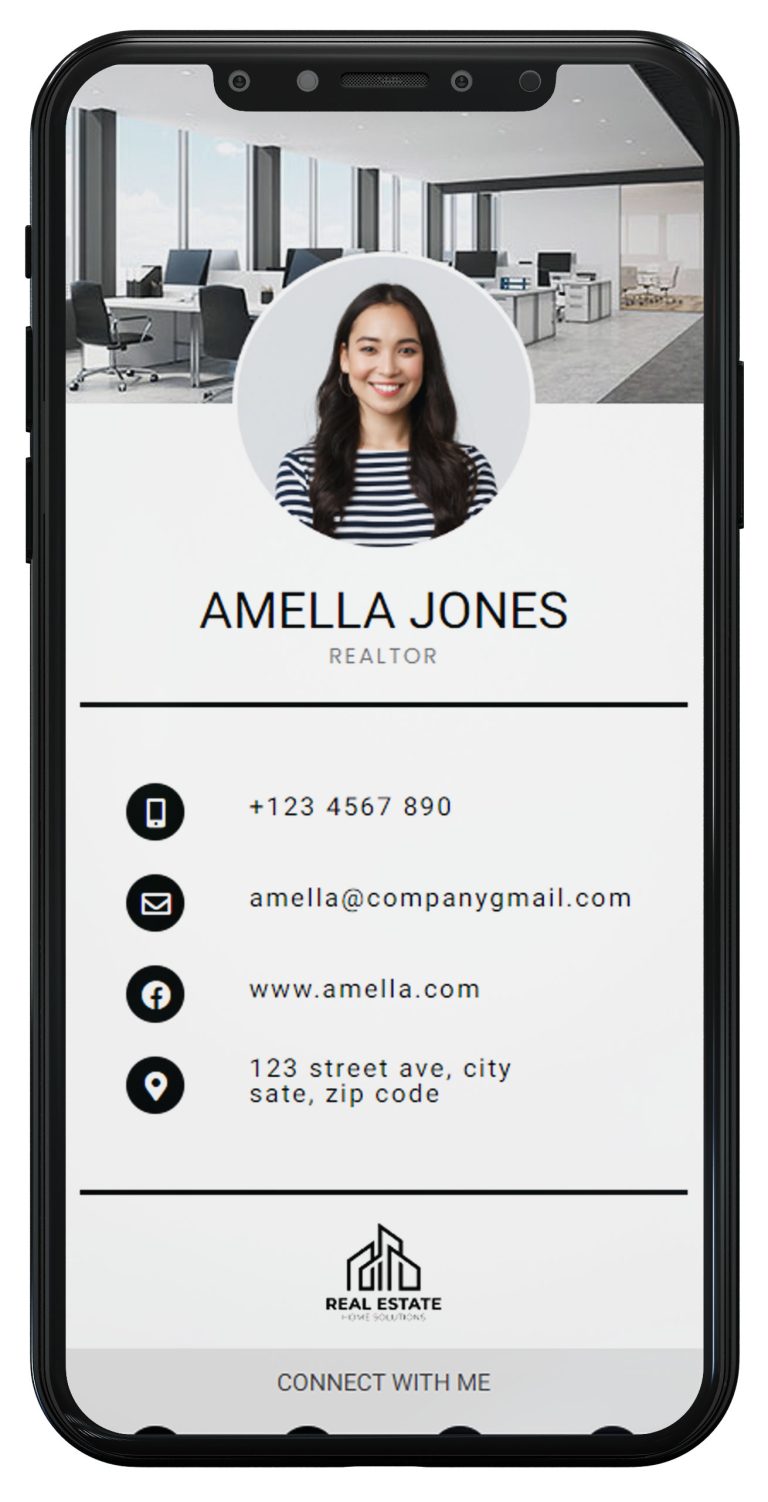 AMELLA JONES
REALTOR
+123 4567 890
amella@companygmail.com
www.amella.com
123 street ave, city
sate, zip code
REAL ESTATE
HOME SOLUTIONS
CONNECT WITH ME